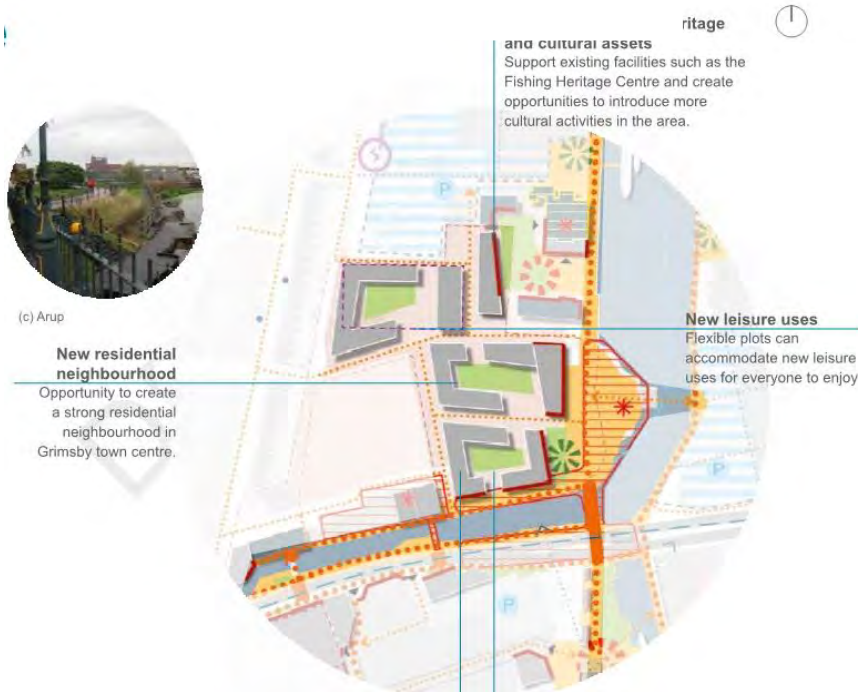 and cultural assets
Support existing facilities such as the
Fishing Heritage Centre and create
opportunities to introduce more
cultural activities in the area.
P
(c) Arup
New leisure uses
Flexible plots can
accommodate new leisure
uses for everyone to enjoy
New residential
neighbourhood
Opportunity to create
a strong residential
neighbourhood in
Grimsby town centre.
P
P